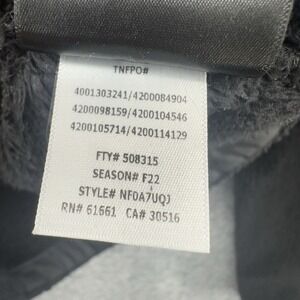 TNFPO#
4001303241/4200084904
4200098159/4200104546
4200105714/4200114129
FTY# 508315
SEASON# F22
STYLE# NF0A7UQJ
RN# 61661 CA# 30516